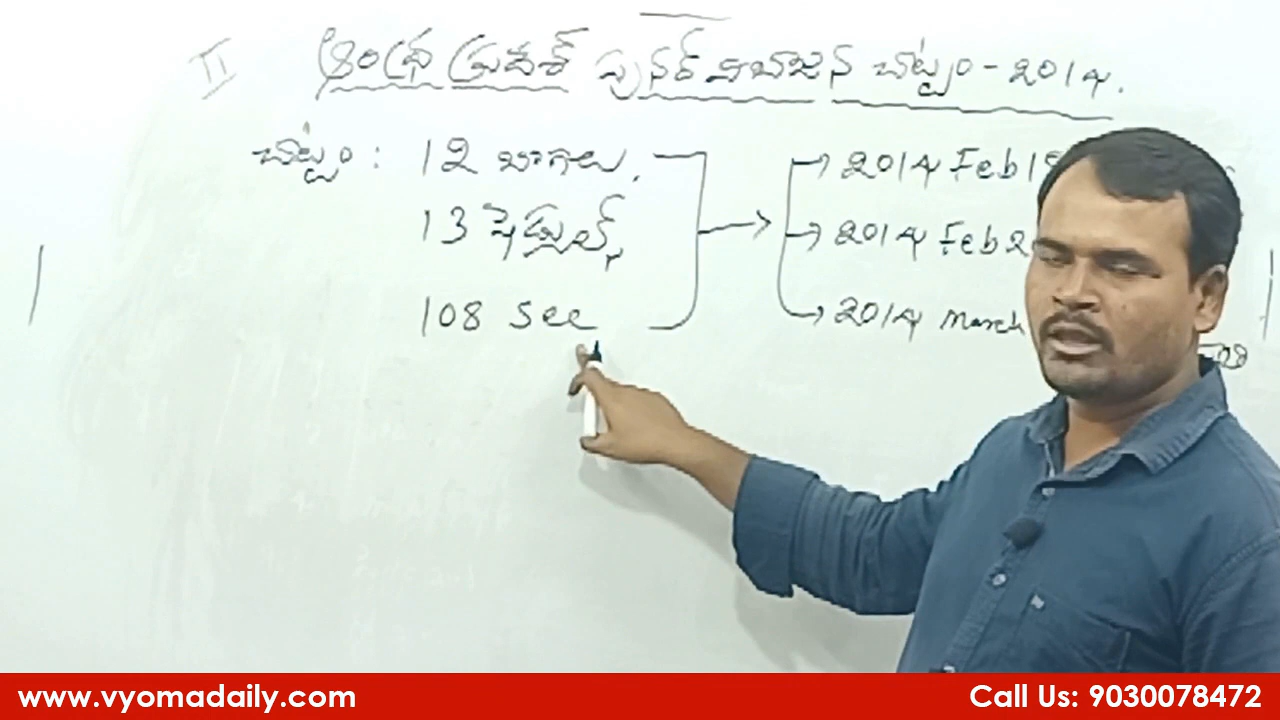 II ఆంధ్ర ప్రదేశ్ పునర్ విబాజన చట్టం - 2014.
చట్టం : 12 బాగాలు,
13 షెడ్యుల్స్
108 Sec
2014 Feb 18
2014 Feb 2
2014 March
www.vyomadaily.com
Call Us: 9030078472